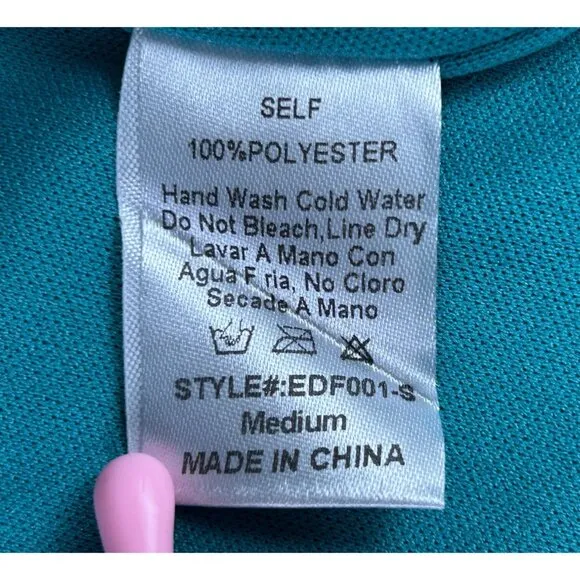 SELF
100%POLYESTER
Hand Wash Cold Water
Do Not Bleach,Line Dry
Lavar A Mano Con
Agua F ria, No Cloro
Secade A Mano
STYLE#:EDF001-S
Medium
MADE IN CHINA